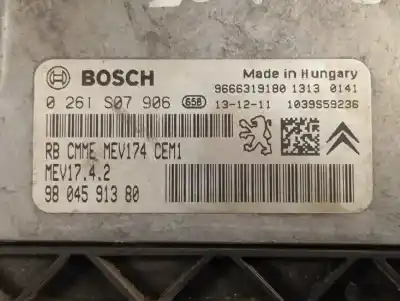 BOSCH
Made in Hungary
9666319180 1313 0141
0 261 S07 906 658
13-12-11 1039S59236
RB CMME MEV174 CEM1
MEV17.4.2
98 045 913 80